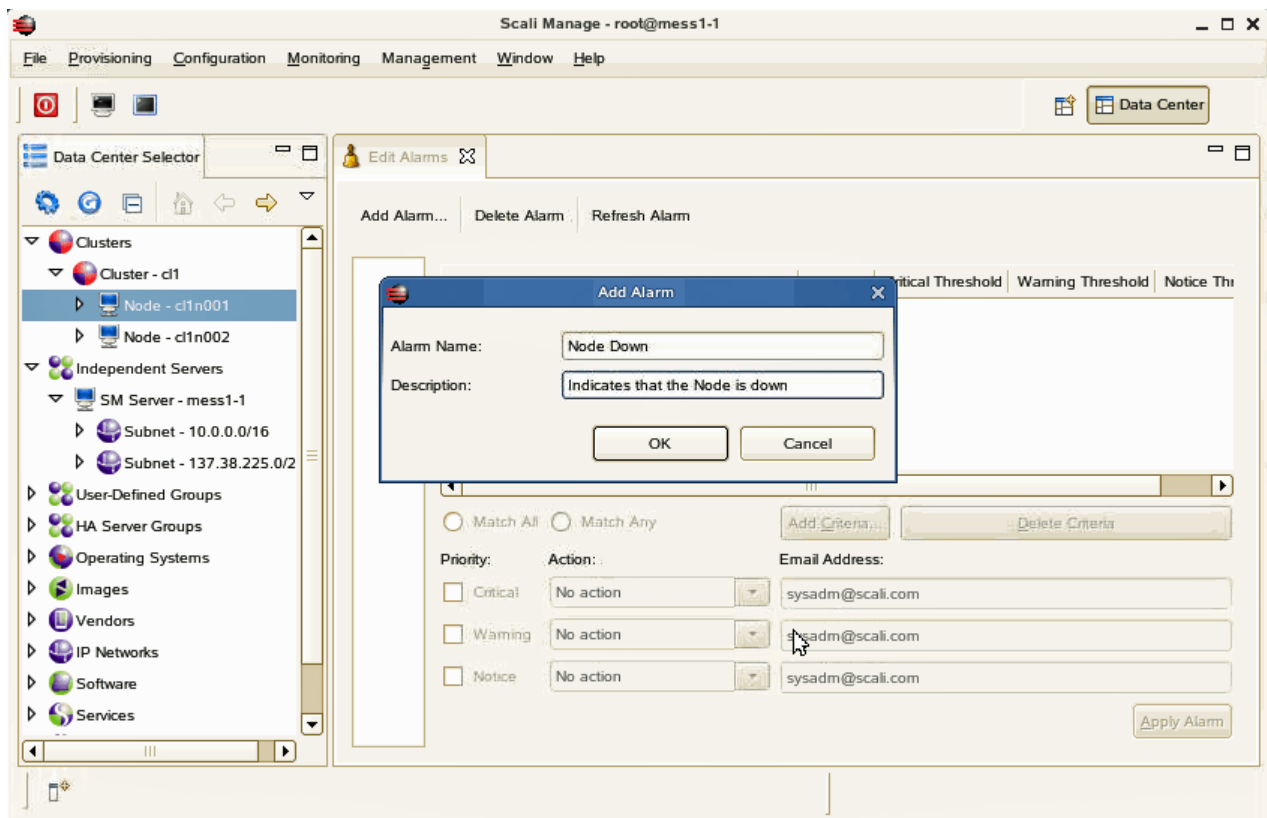 Scali Manage - root@mess1-1
File Provisioning Configuration Monitoring Management Window Help
Data Center
Data Center Selector
Edit Alarms
Add Alarm... Delete Alarm Refresh Alarm
Clusters
Cluster - cl1
Node - cl1n001
Node - cl1n002
Independent Servers
SM Server - mess1-1
Subnet - 10.0.0.0/16
Subnet - 137.38.225.0/2
User-Defined Groups
HA Server Groups
Operating Systems
Images
Vendors
IP Networks
Software
Services
Critical Threshold Warning Threshold Notice Thr
Add Alarm
Alarm Name: Node Down
Description: Indicates that the Node is down
OK Cancel
Match All Match Any Add Criteria... Delete Criteria
Priority: Action: Email Address:
Critical No action sysadm@scali.com
Warning No action sysadm@scali.com
Notice No action sysadm@scali.com
Apply Alarm